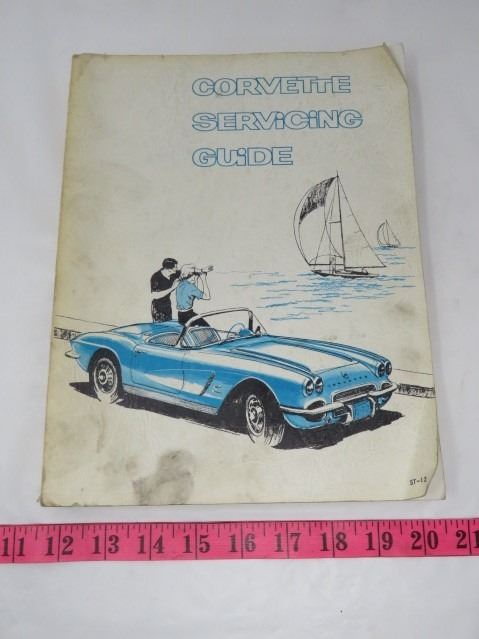 CORVETTE
SERVICING
GUIDE
ST-12
11 12 13 14 15 16 17 18 19 20 21